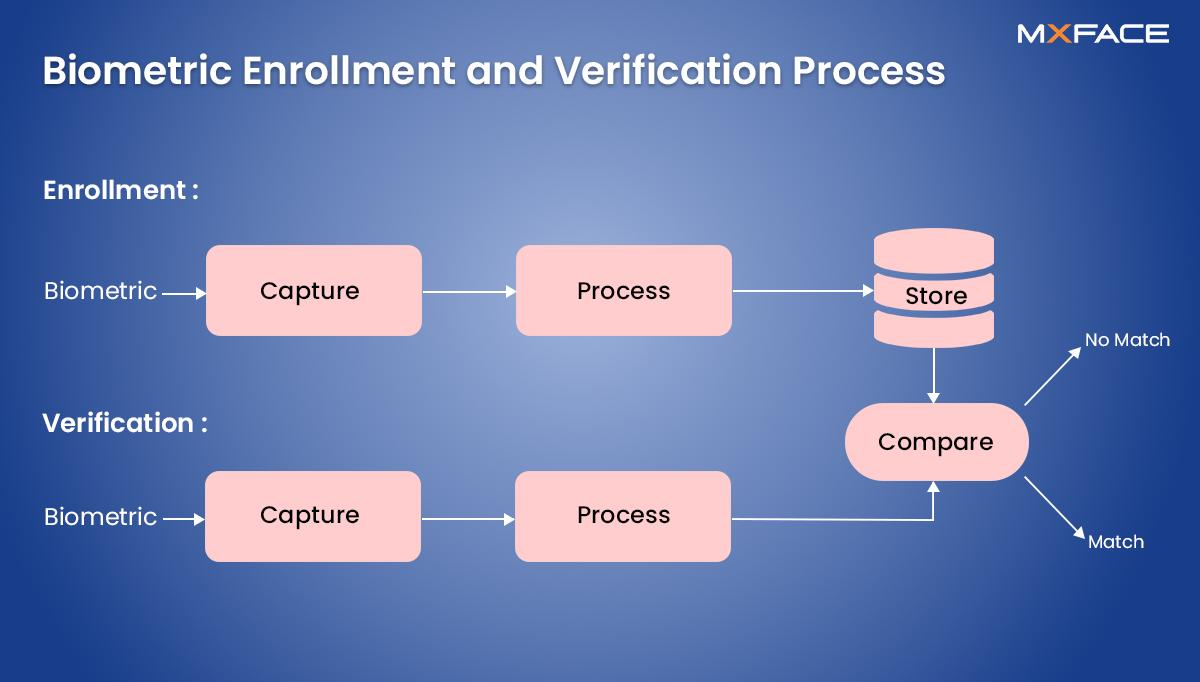 MXFACE
Biometric Enrollment and Verification Process
Enrollment :
Biometric
Capture
Process
Store
No Match
Verification :
Compare
Biometric
Capture
Process
Match